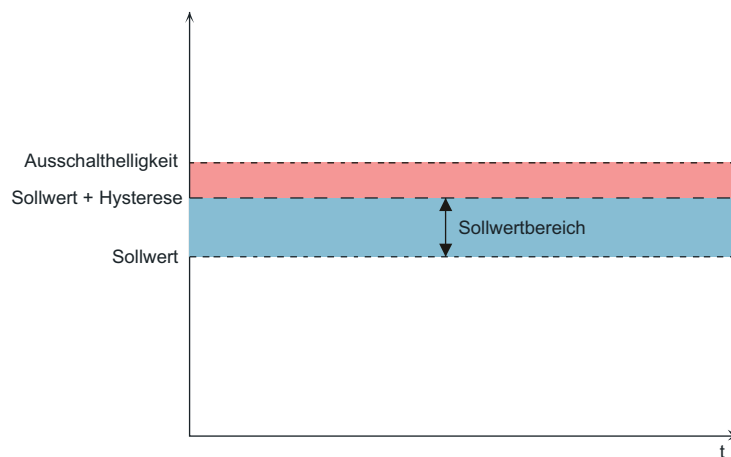 Ausschalthelligkeit
Sollwert + Hysterese
Sollwertbereich
Sollwert
t